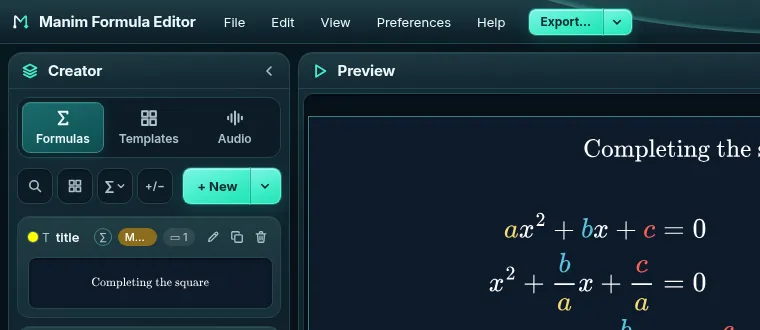 Manim Formula Editor File Edit View Preferences Help Export...
Creator
Formulas Templates Audio
Σ +/− + New
T title Σ M... 1
Completing the square
Preview
Completing the
ax² + bx + c = 0
x² + b/a x + c/a = 0
b c